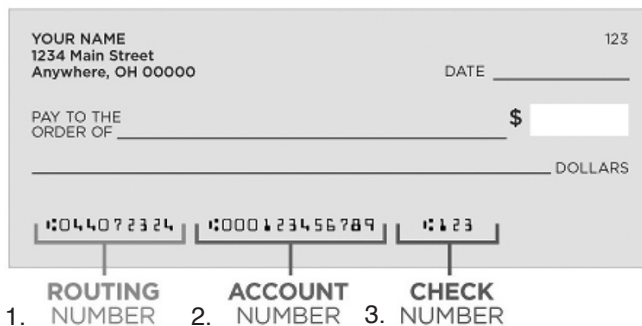 YOUR NAME 123
1234 Main Street
Anywhere, OH 00000
DATE
PAY TO THE
ORDER OF $
DOLLARS
⑆044072324 ⑆000123456789 ⑆123
1. ROUTING NUMBER 2. ACCOUNT NUMBER 3. CHECK NUMBER